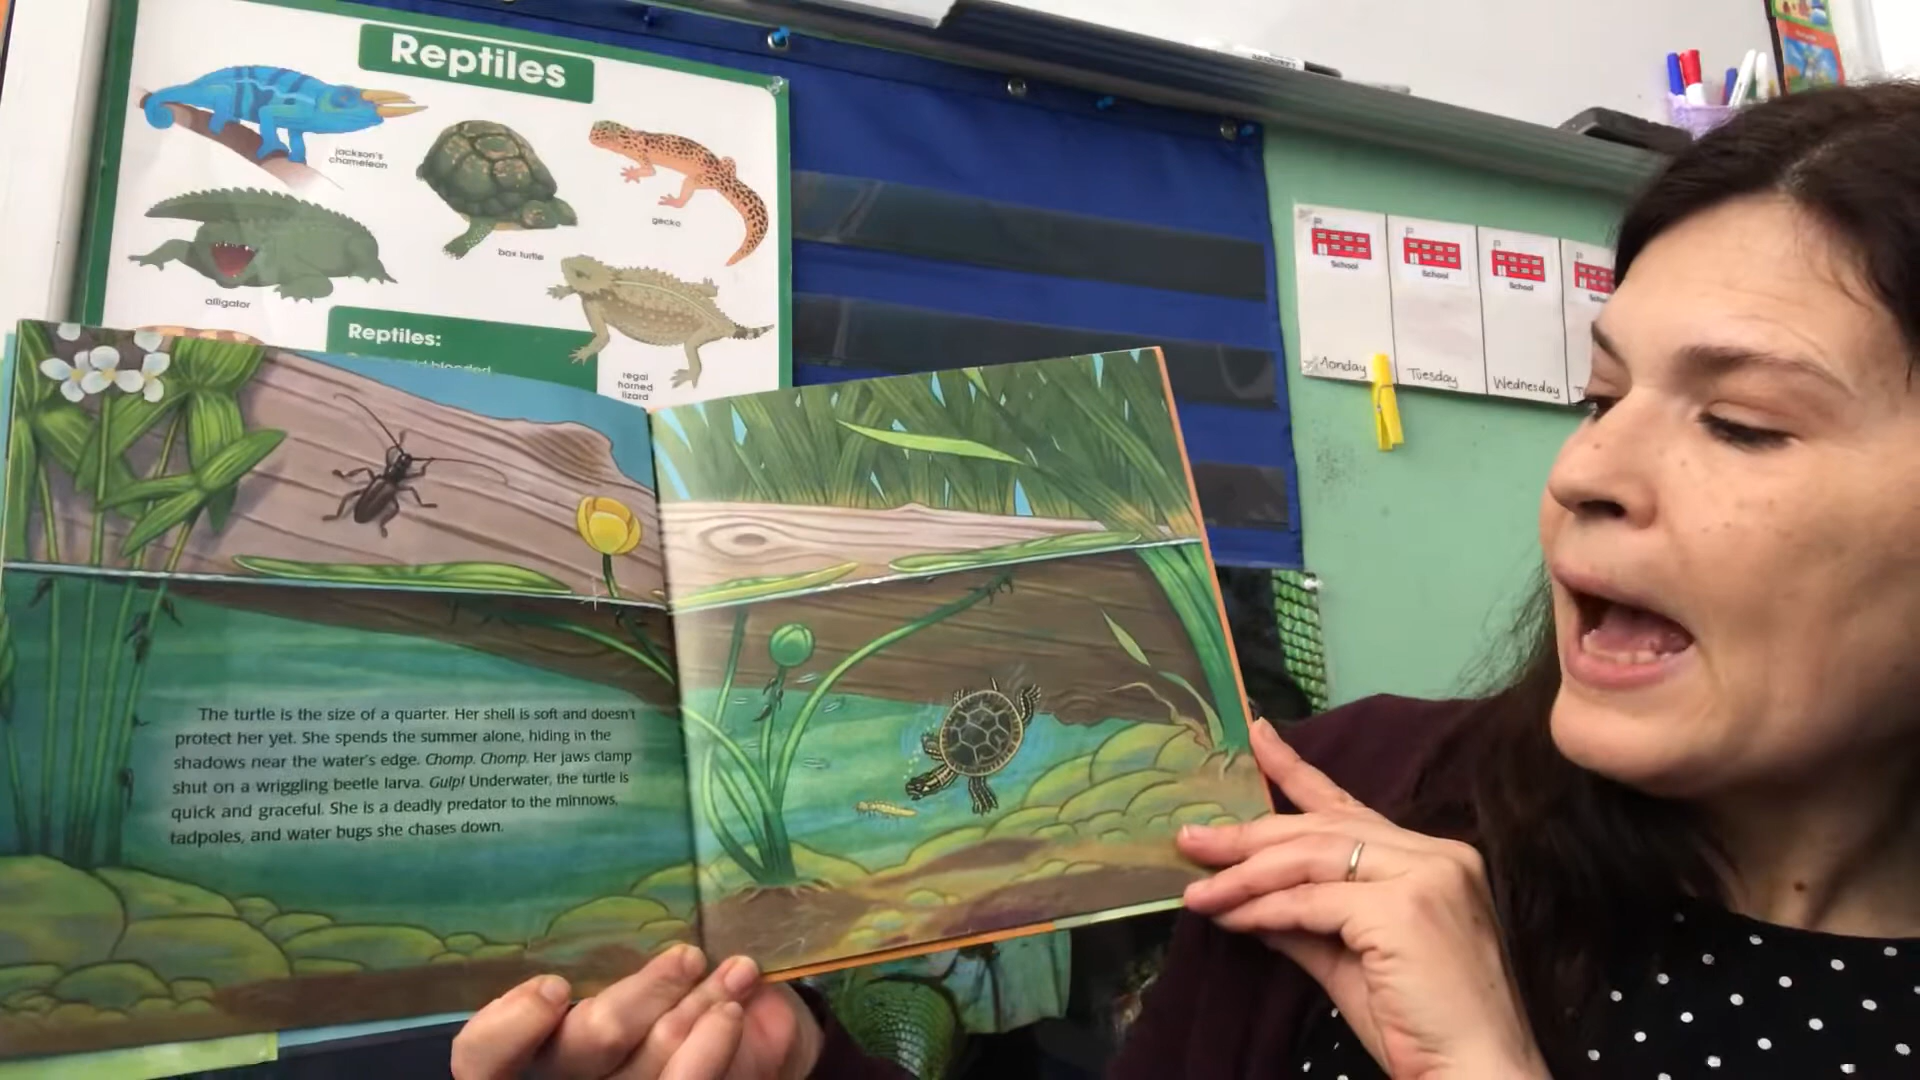 Reptiles
jackson's
chameleon
box turtle
gecko
alligator
regal
horned
lizard
Reptiles:
School
School
School
Monday
Tuesday
Wednesday
The turtle is the size of a quarter. Her shell is soft and doesn't
protect her yet. She spends the summer alone, hiding in the
shadows near the water's edge. Chomp. Chomp. Her jaws clamp
shut on a wriggling beetle larva. Gulp! Underwater, the turtle is
quick and graceful. She is a deadly predator to the minnows,
tadpoles, and water bugs she chases down.